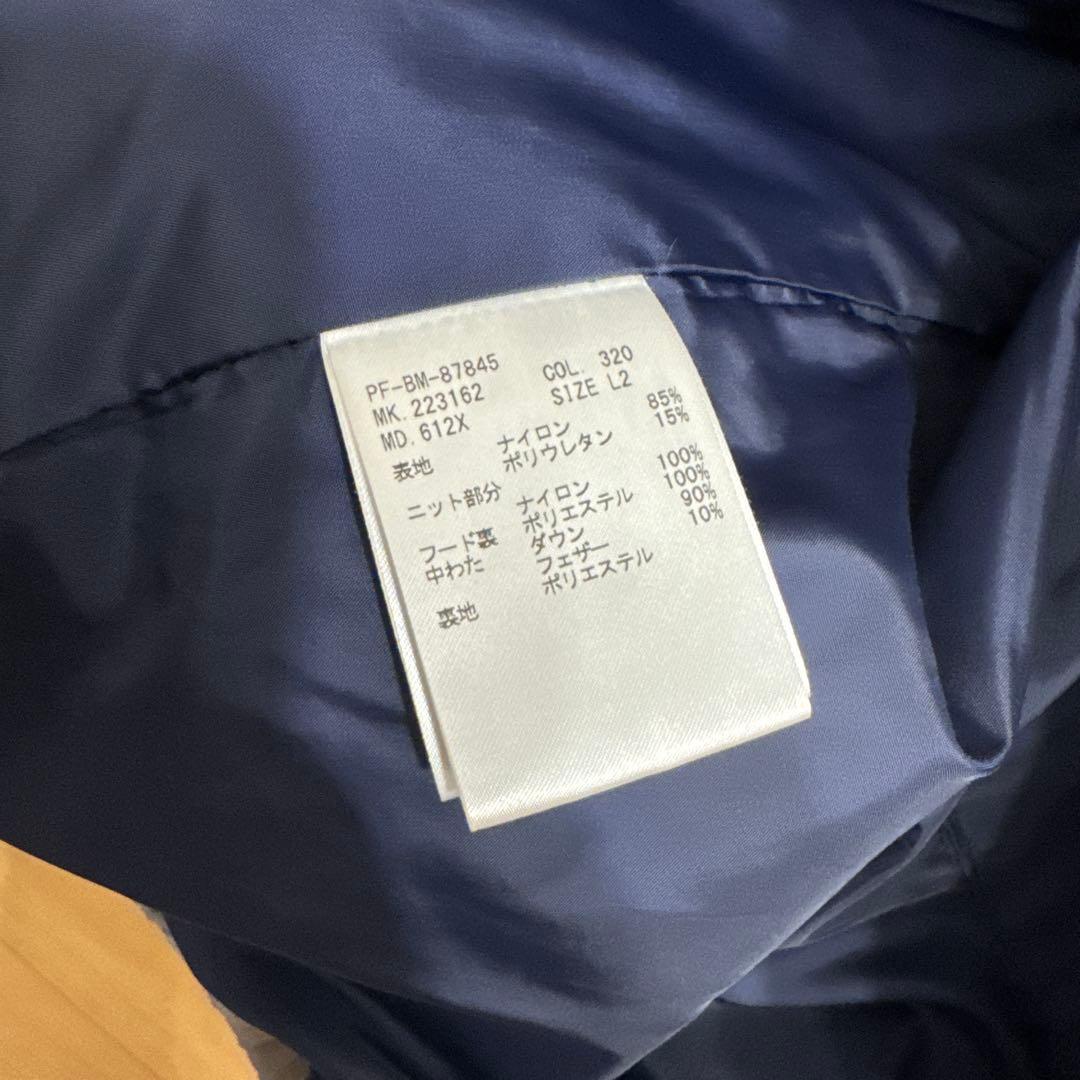 PF-BM-87845 COL. 320
MK. 223162 SIZE L2
MD. 612X
表地 ナイロン 85%
ポリウレタン 15%
ニット部分 ナイロン 100%
フード裏 ポリエステル 100%
中わた ダウン 90%
フェザー 10%
裏地 ポリエステル